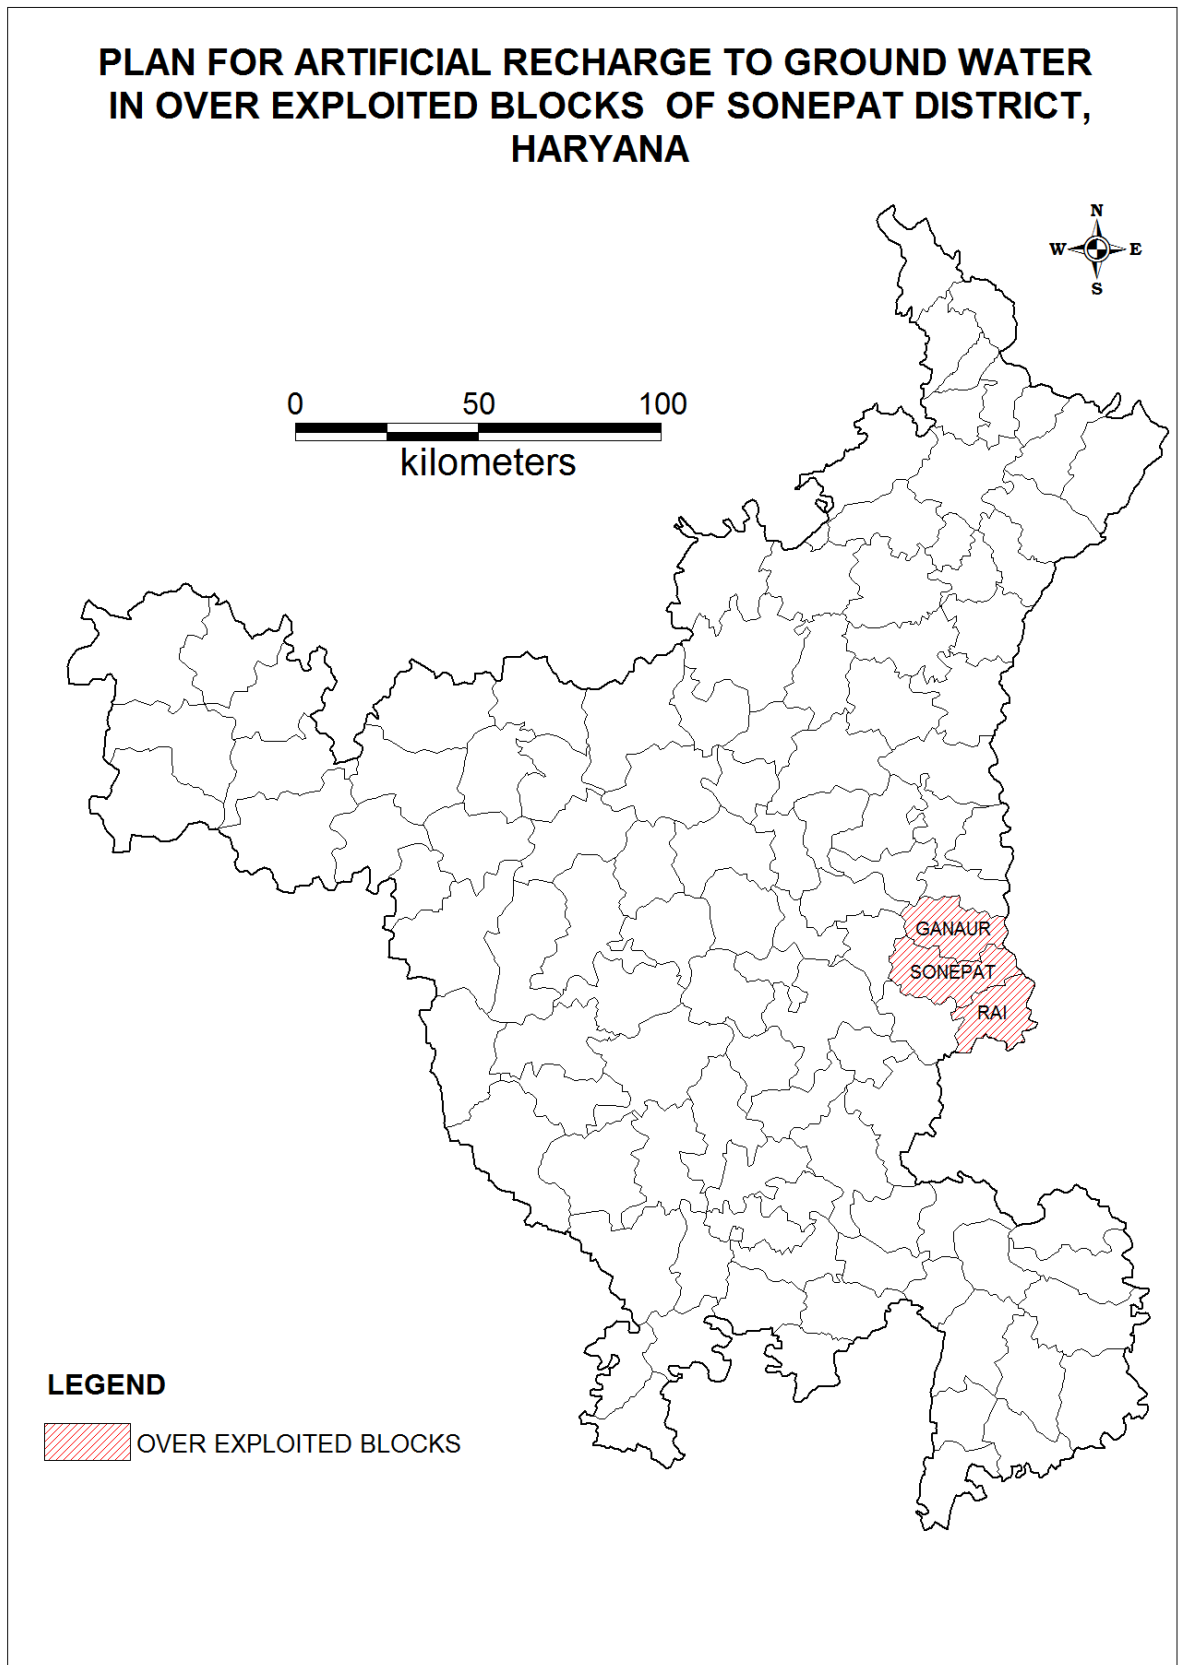 PLAN FOR ARTIFICIAL RECHARGE TO GROUND WATER
IN OVER EXPLOITED BLOCKS OF SONEPAT DISTRICT,
HARYANA
N
W E
S
0 50 100
kilometers
GANAUR
SONEPAT
RAI
LEGEND
OVER EXPLOITED BLOCKS